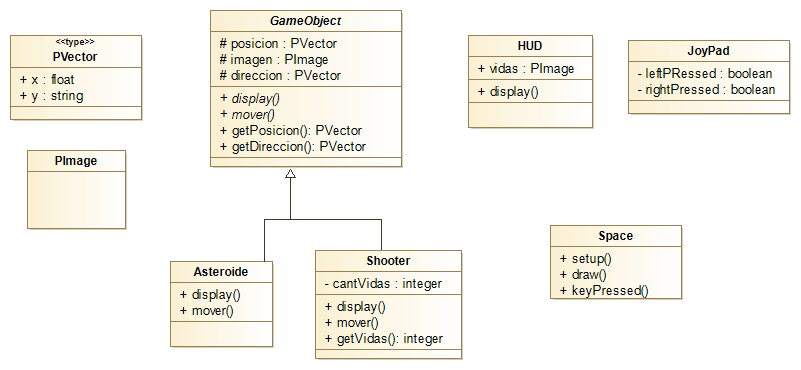 <<type>>
PVector
+ x : float
+ y : string
PImage
GameObject
# posicion : PVector
# imagen : PImage
# direccion : PVector
+ display()
+ mover()
+ getPosicion(): PVector
+ getDireccion(): PVector
HUD
+ vidas : PImage
+ display()
JoyPad
- leftPRessed : boolean
- rightPressed : boolean
Asteroide
+ display()
+ mover()
Shooter
- cantVidas : integer
+ display()
+ mover()
+ getVidas(): integer
Space
+ setup()
+ draw()
+ keyPressed()